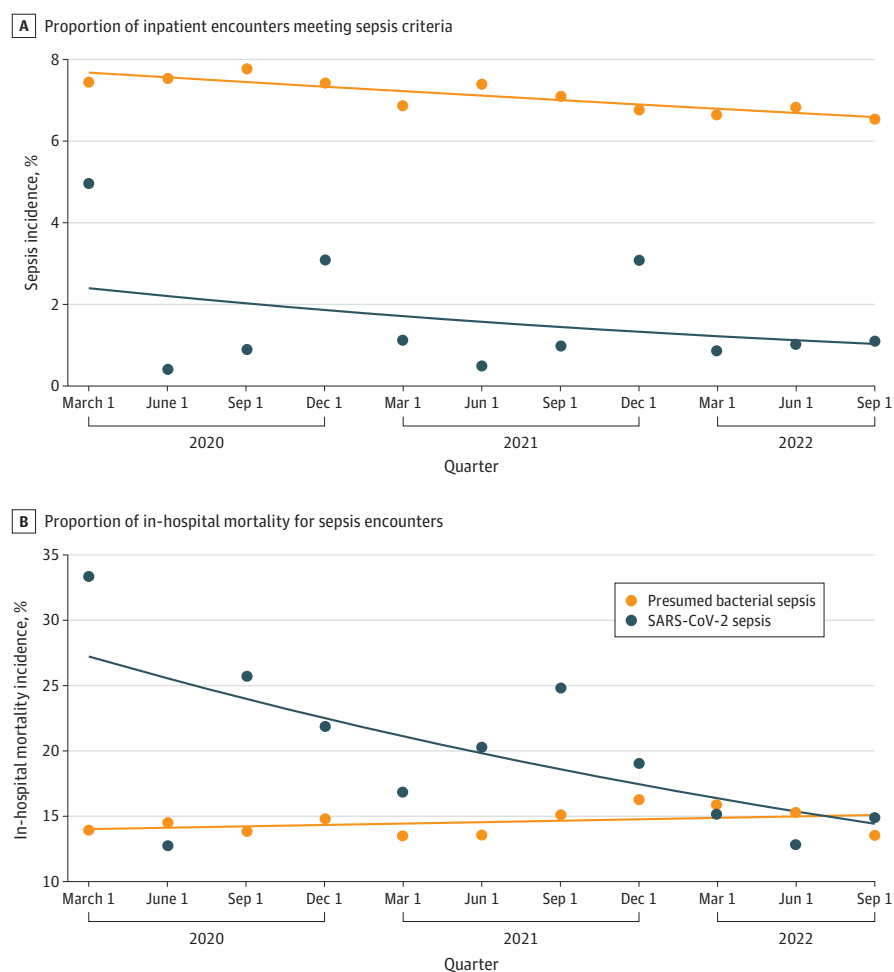 A Proportion of inpatient encounters meeting sepsis criteria
8
6
4
2
0
Sepsis incidence, %
March 1 June 1 Sep 1 Dec 1 Mar 1 Jun 1 Sep 1 Dec 1 Mar 1 Jun 1 Sep 1
2020 2021 2022
Quarter
B Proportion of in-hospital mortality for sepsis encounters
35
30
25
20
15
10
In-hospital mortality incidence, %
Presumed bacterial sepsis
SARS-CoV-2 sepsis
March 1 June 1 Sep 1 Dec 1 Mar 1 Jun 1 Sep 1 Dec 1 Mar 1 Jun 1 Sep 1
2020 2021 2022
Quarter